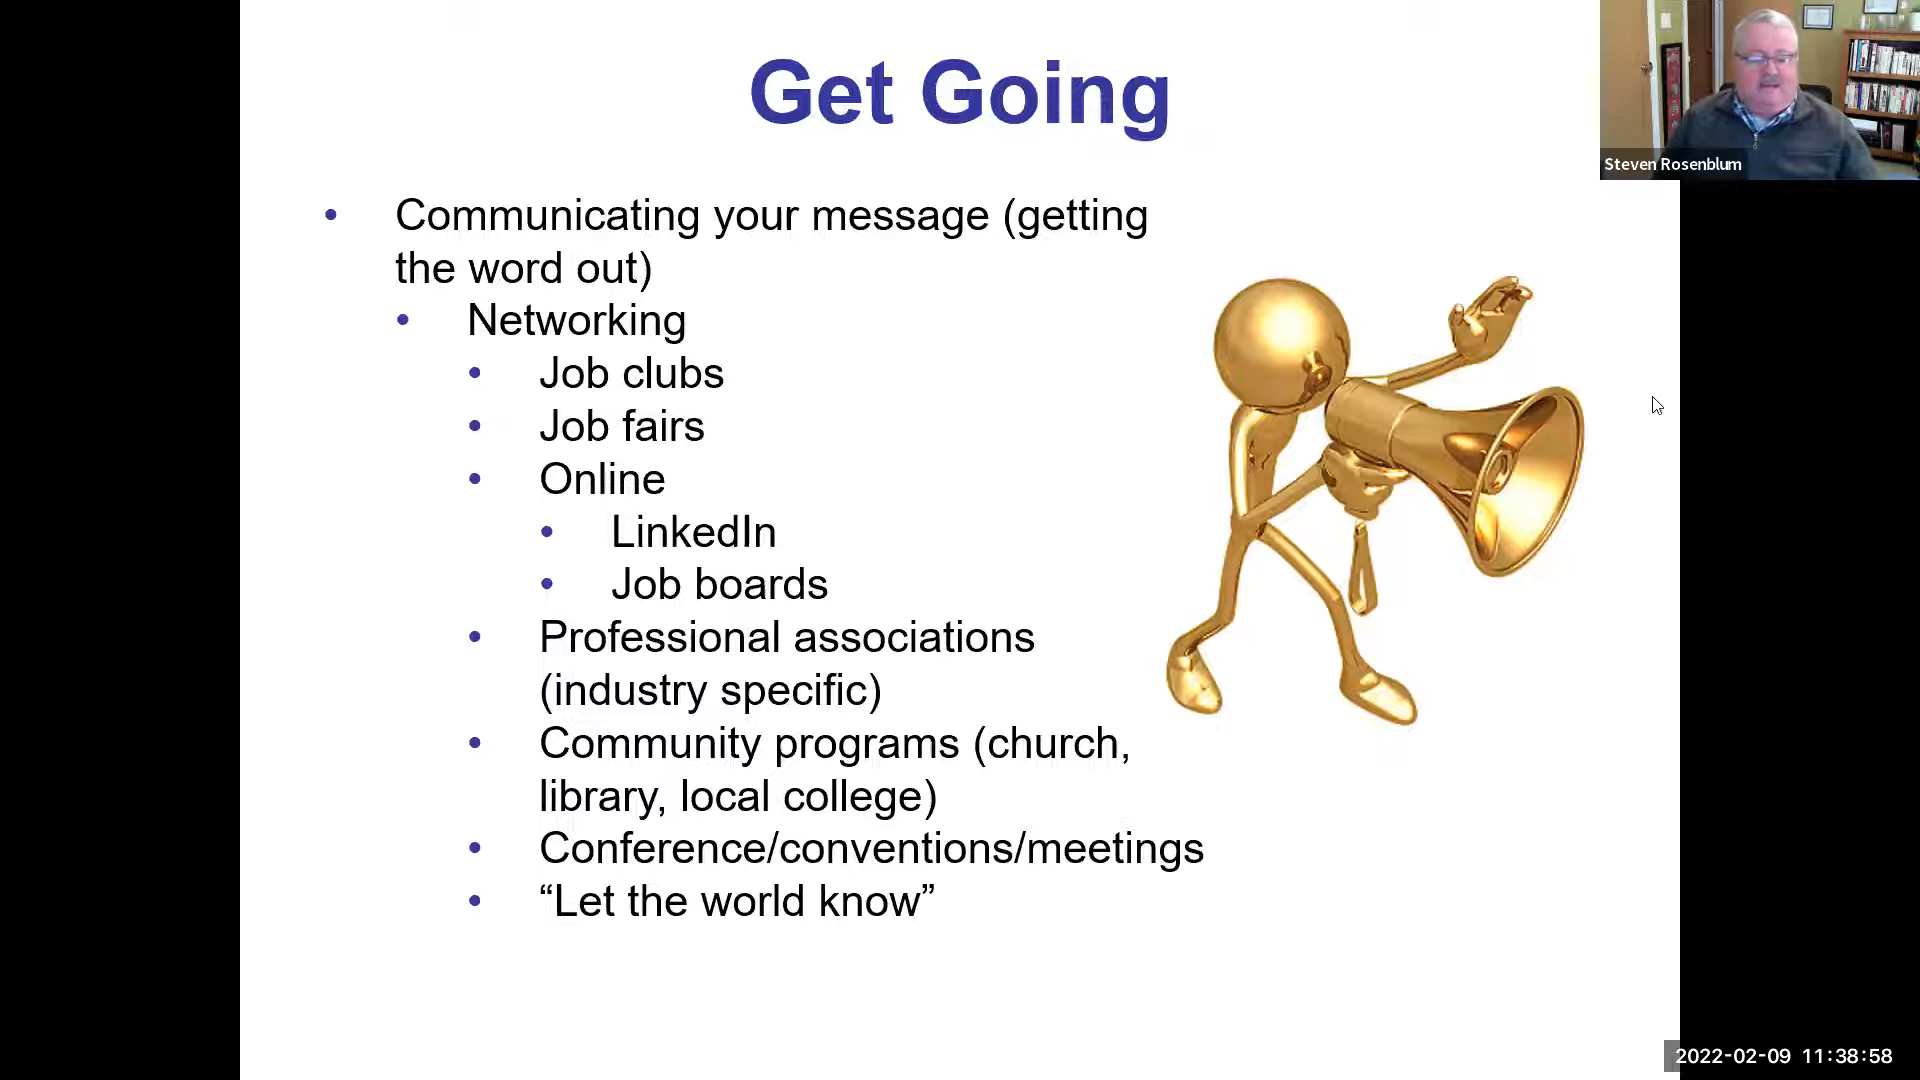 Get Going
Steven Rosenblum
• Communicating your message (getting
the word out)
• Networking
• Job clubs
• Job fairs
• Online
• LinkedIn
• Job boards
• Professional associations
(industry specific)
• Community programs (church,
library, local college)
• Conference/conventions/meetings
• “Let the world know”
2022-02-09 11:38:58